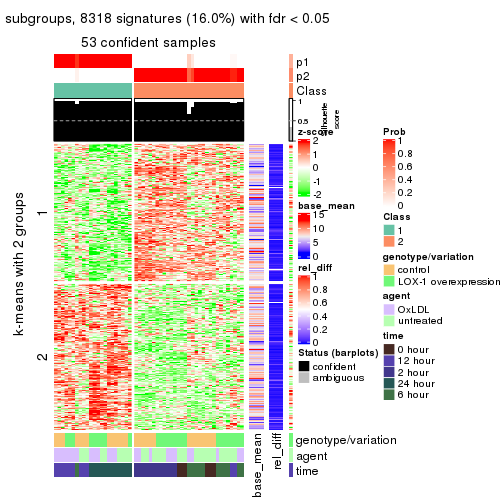 subgroups, 8318 signatures (16.0%) with fdr < 0.05
53 confident samples
p1
p2
Class
1
0.5
0
silhouette
score
k-means with 2 groups
1
2
z-score
2
1
0
-1
-2
base_mean
15
10
5
0
rel_diff
1
0.8
0.6
0.4
0.2
0
Status (barplots)
confident
ambiguous
Prob
1
0.8
0.6
0.4
0.2
0
Class
1
2
genotype/variation
control
LOX-1 overexpression
agent
OxLDL
untreated
time
0 hour
12 hour
2 hour
24 hour
6 hour
genotype/variation
agent
time
base_mean
rel_diff